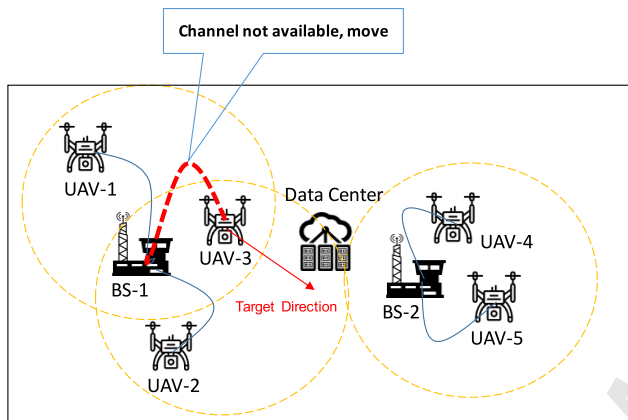 Channel not available, move
UAV-1
Data Center
UAV-3
UAV-4
BS-1
Target Direction
BS-2
UAV-5
UAV-2